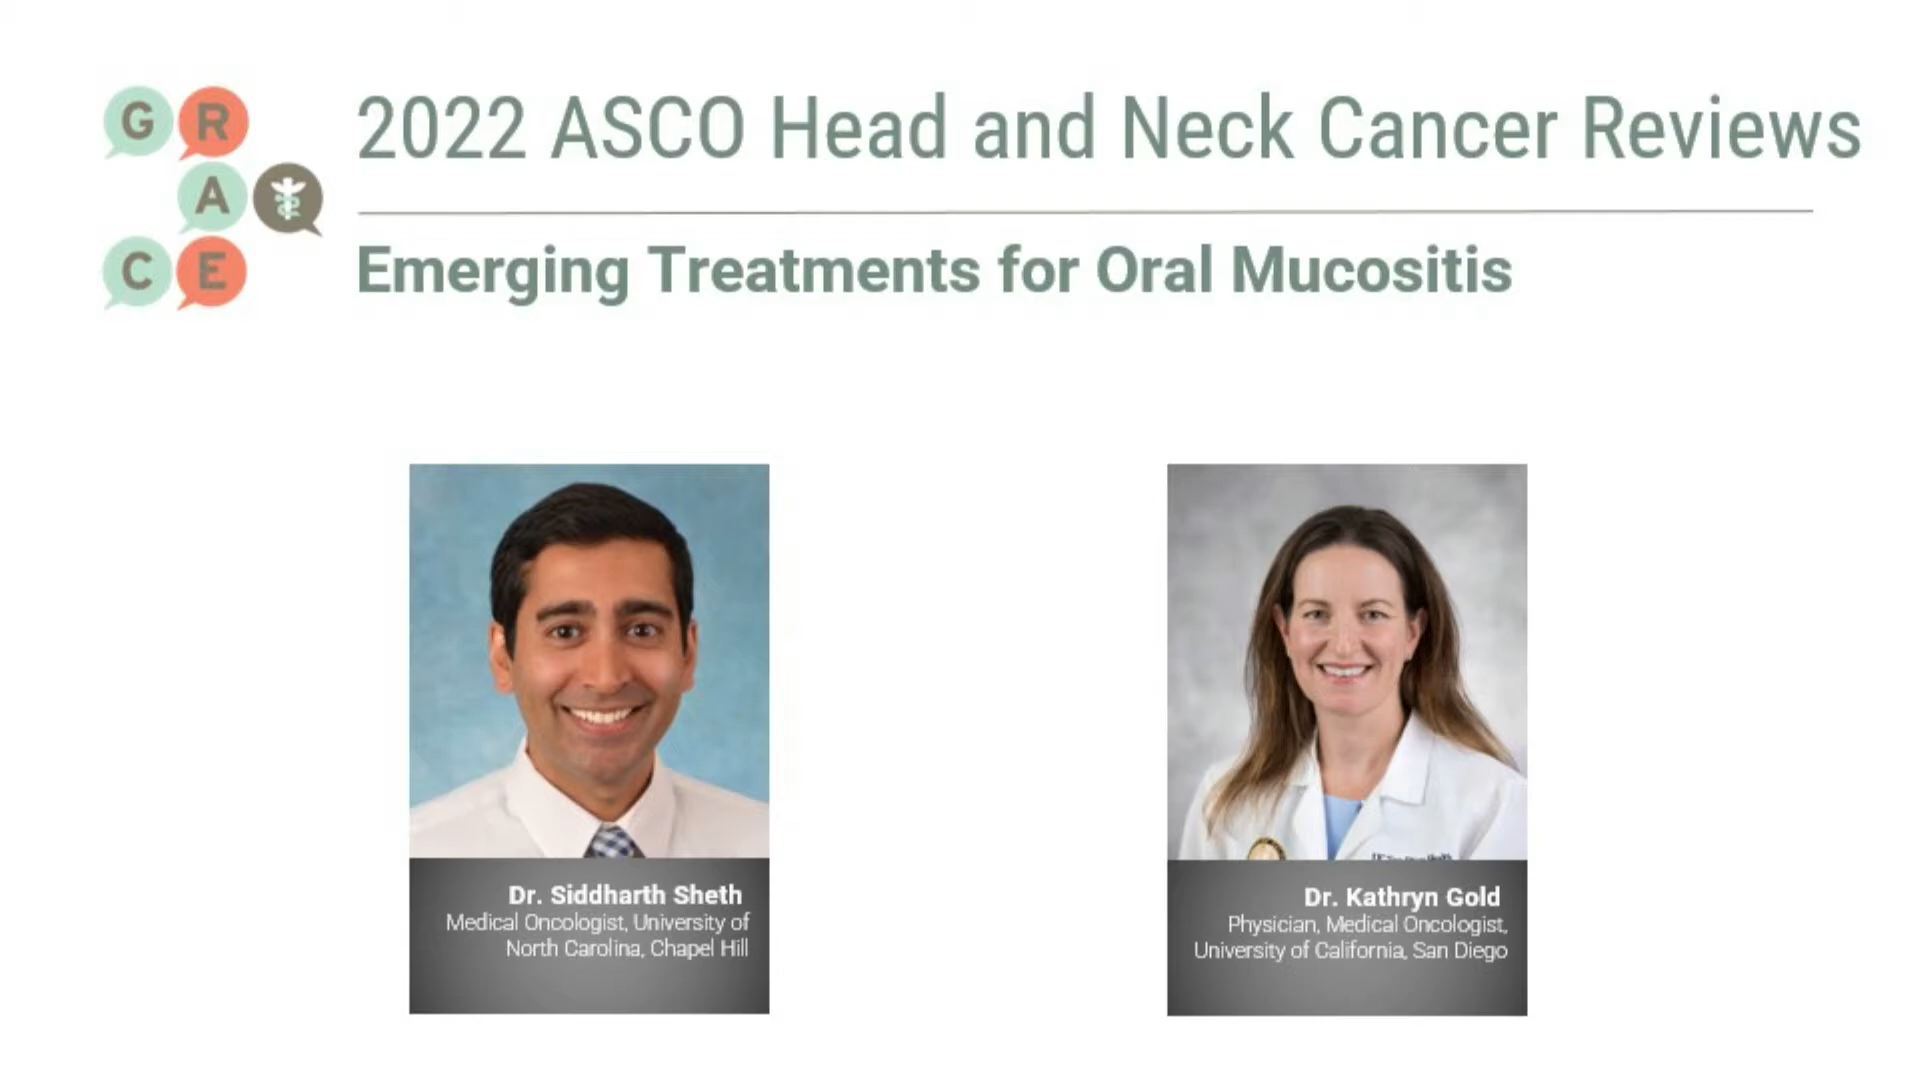 G R
A
C E
2022 ASCO Head and Neck Cancer Reviews
Emerging Treatments for Oral Mucositis
Dr. Siddharth Sheth
Medical Oncologist, University of
North Carolina, Chapel Hill
Dr. Kathryn Gold
Physician, Medical Oncologist,
University of California, San Diego